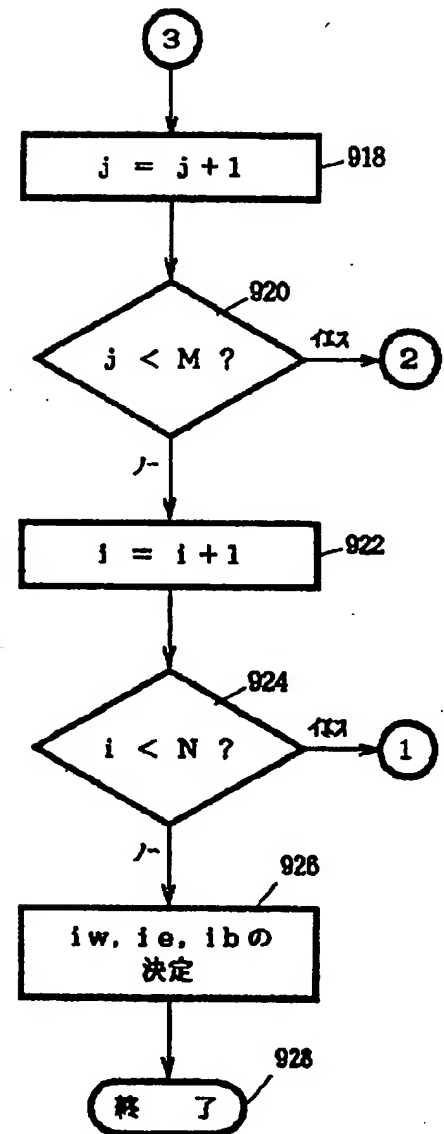 3
j = j+1
918
920
j < M ?
イエス
2
ノー
i = i+1
922
924
i < N ?
イエス
1
ノー
926
iw, ie, ibの
決定
928
終 了